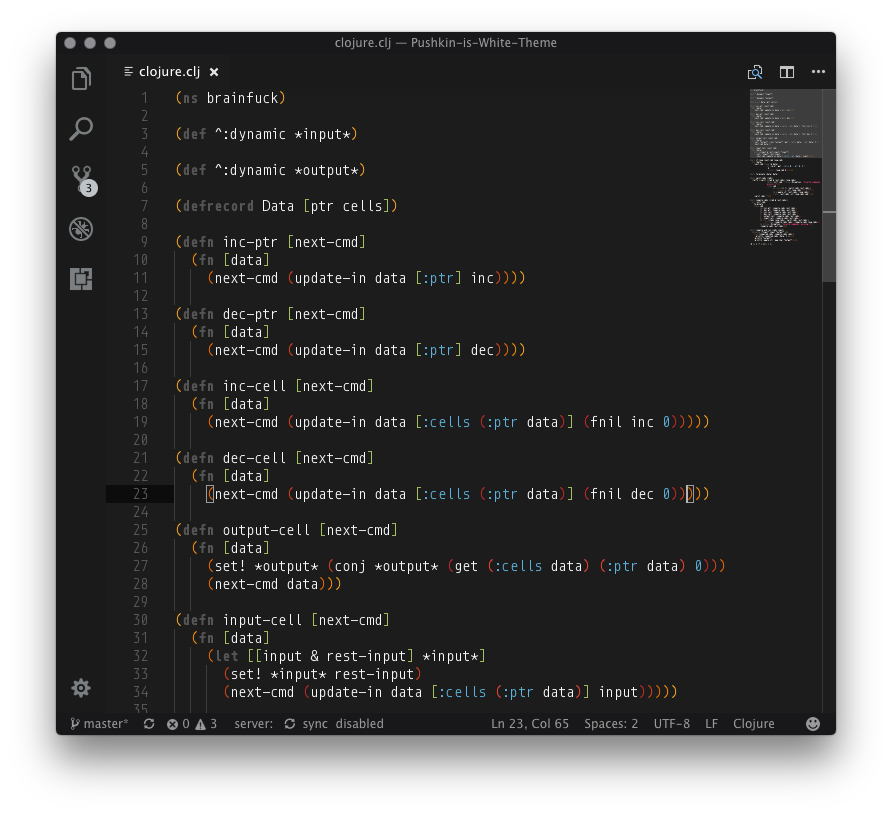 clojure.clj — Pushkin-is-White-Theme
clojure.clj ×
1 (ns brainfuck)
2
3 (def ^:dynamic *input*)
4
5 (def ^:dynamic *output*)
6
7 (defrecord Data [ptr cells])
8
9 (defn inc-ptr [next-cmd]
10   (fn [data]
11     (next-cmd (update-in data [:ptr] inc))))
12
13 (defn dec-ptr [next-cmd]
14   (fn [data]
15     (next-cmd (update-in data [:ptr] dec))))
16
17 (defn inc-cell [next-cmd]
18   (fn [data]
19     (next-cmd (update-in data [:cells (:ptr data)] (fnil inc 0)))))
20
21 (defn dec-cell [next-cmd]
22   (fn [data]
23     (next-cmd (update-in data [:cells (:ptr data)] (fnil dec 0)))))
24
25 (defn output-cell [next-cmd]
26   (fn [data]
27     (set! *output* (conj *output* (get (:cells data) (:ptr data) 0)))
28     (next-cmd data)))
29
30 (defn input-cell [next-cmd]
31   (fn [data]
32     (let [[input & rest-input] *input*]
33       (set! *input* rest-input)
34       (next-cmd (update-in data [:cells (:ptr data)] input)))))
35
3
master* 0 3 server: sync disabled Ln 23, Col 65 Spaces: 2 UTF-8 LF Clojure